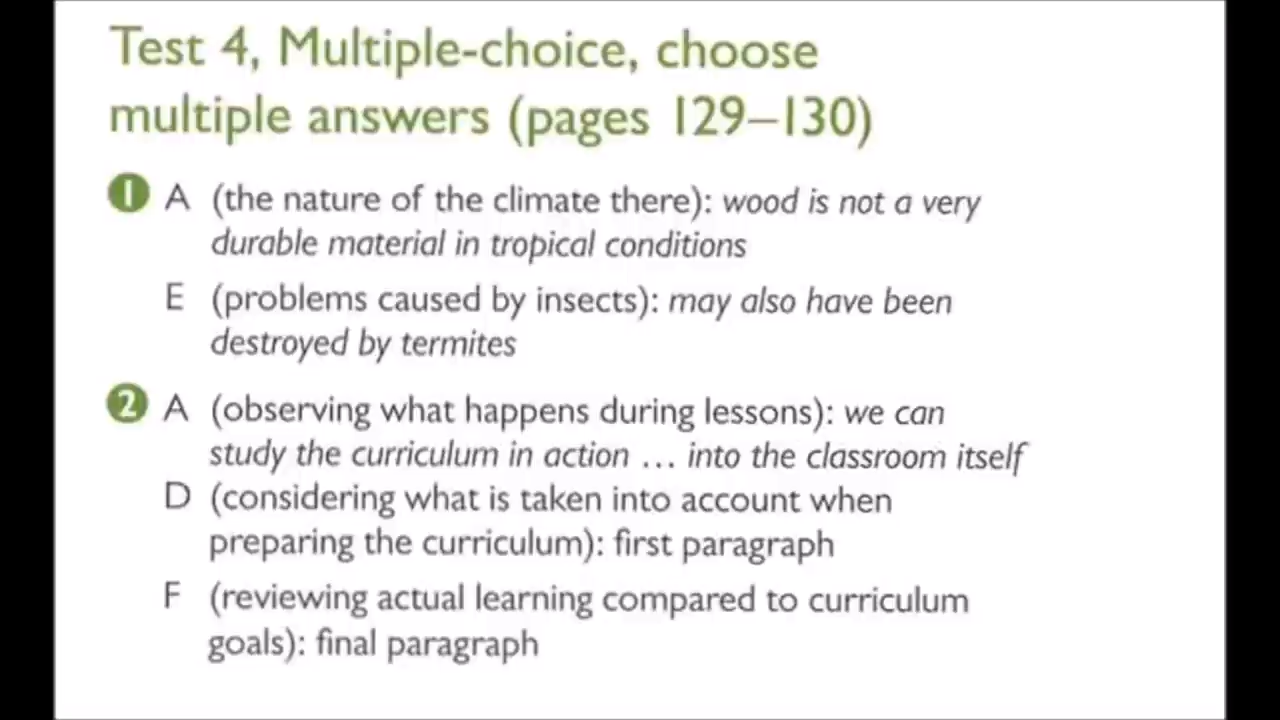 Test 4, Multiple-choice, choose
multiple answers (pages 129–130)
1 A (the nature of the climate there): wood is not a very
durable material in tropical conditions
E (problems caused by insects): may also have been
destroyed by termites
2 A (observing what happens during lessons): we can
study the curriculum in action … into the classroom itself
D (considering what is taken into account when
preparing the curriculum): first paragraph
F (reviewing actual learning compared to curriculum
goals): final paragraph